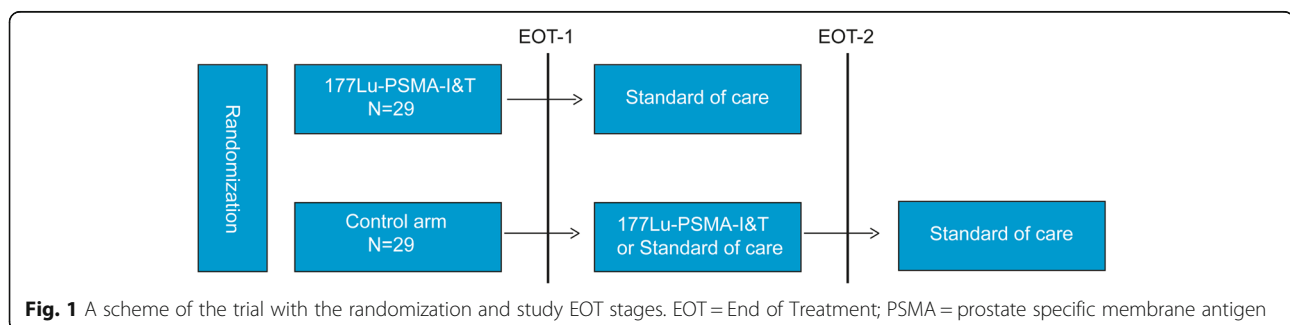 EOT-1
EOT-2
Randomization
177Lu-PSMA-I&T
N=29
Standard of care
Control arm
N=29
177Lu-PSMA-I&T
or Standard of care
Standard of care
Fig. 1 A scheme of the trial with the randomization and study EOT stages. EOT = End of Treatment; PSMA = prostate specific membrane antigen